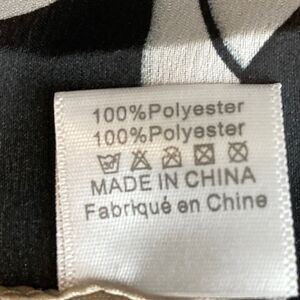 100%Polyester
100%Polyester
MADE IN CHINA
Fabriqué en Chine